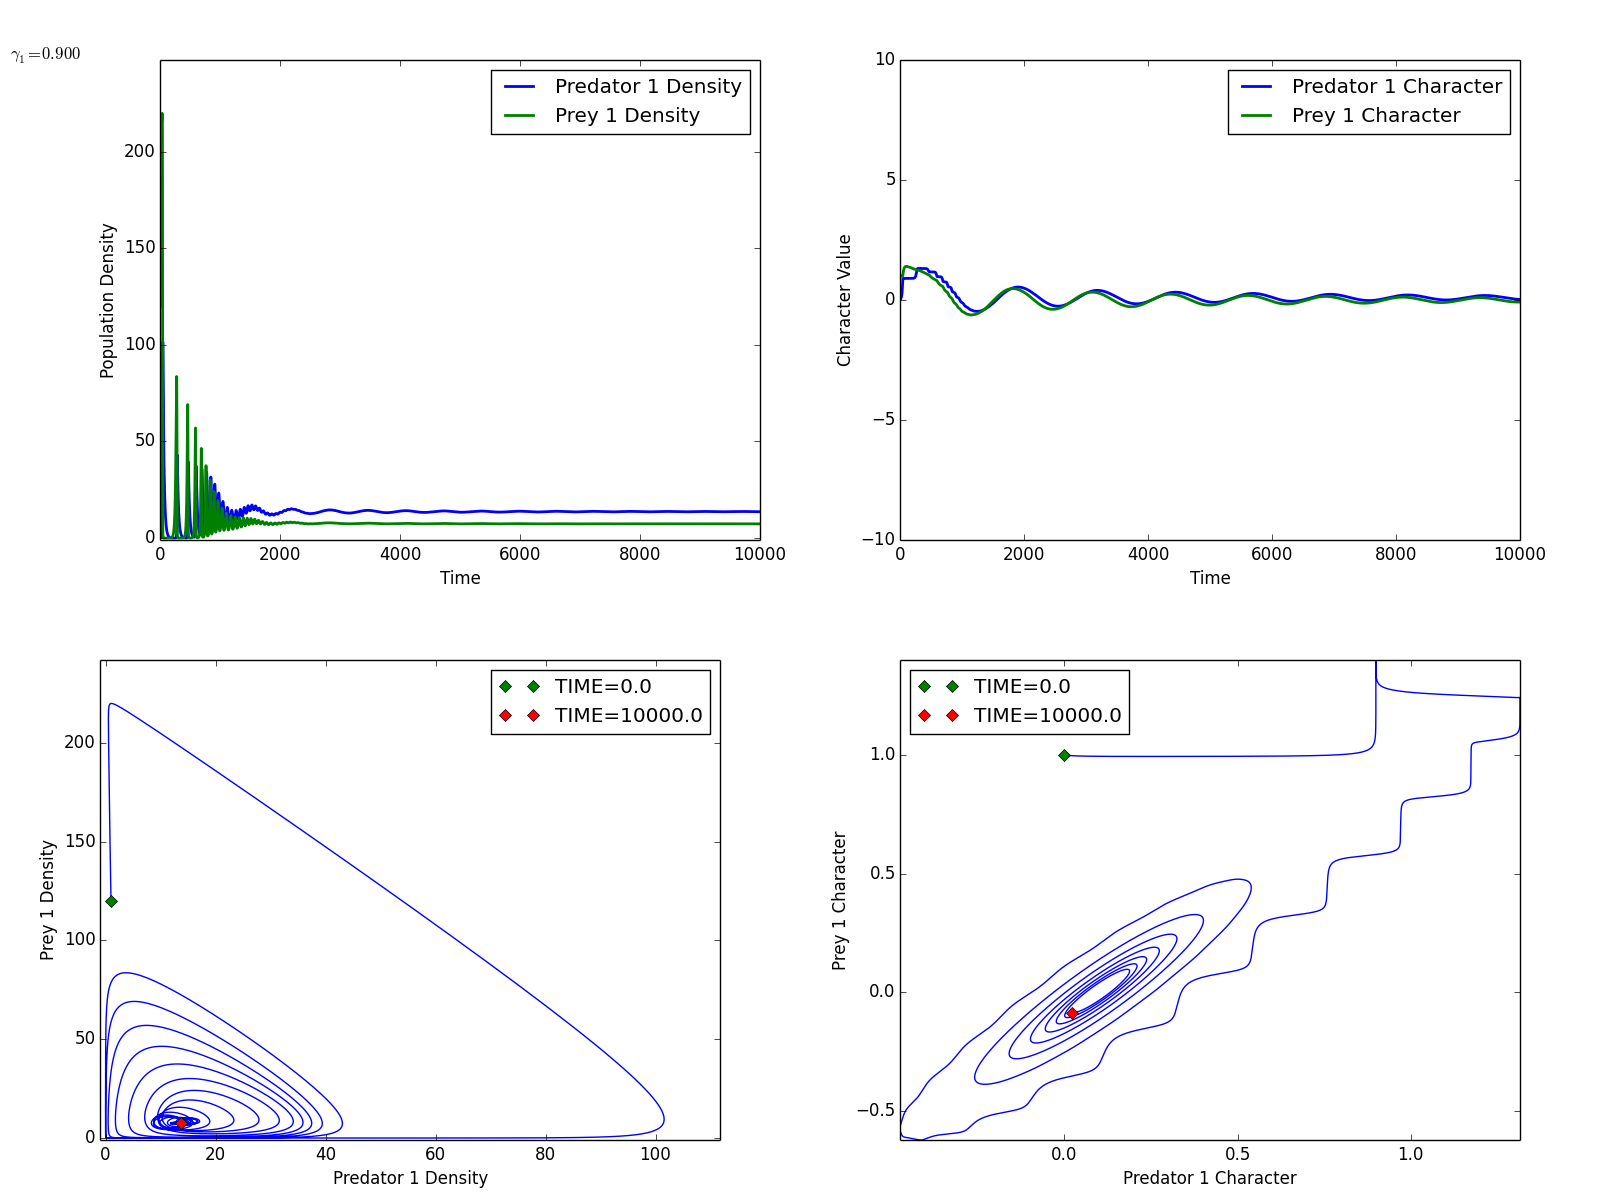 γ₁=0.900
Predator 1 Density
Prey 1 Density
200
150
100
50
0
Population Density
0 2000 4000 6000 8000 10000
Time
Predator 1 Character
Prey 1 Character
10
5
0
−5
−10
Character Value
0 2000 4000 6000 8000 10000
Time
TIME=0.0
TIME=10000.0
200
150
100
50
0
Prey 1 Density
0 20 40 60 80 100
Predator 1 Density
TIME=0.0
TIME=10000.0
1.0
0.5
0.0
−0.5
Prey 1 Character
0.0 0.5 1.0
Predator 1 Character